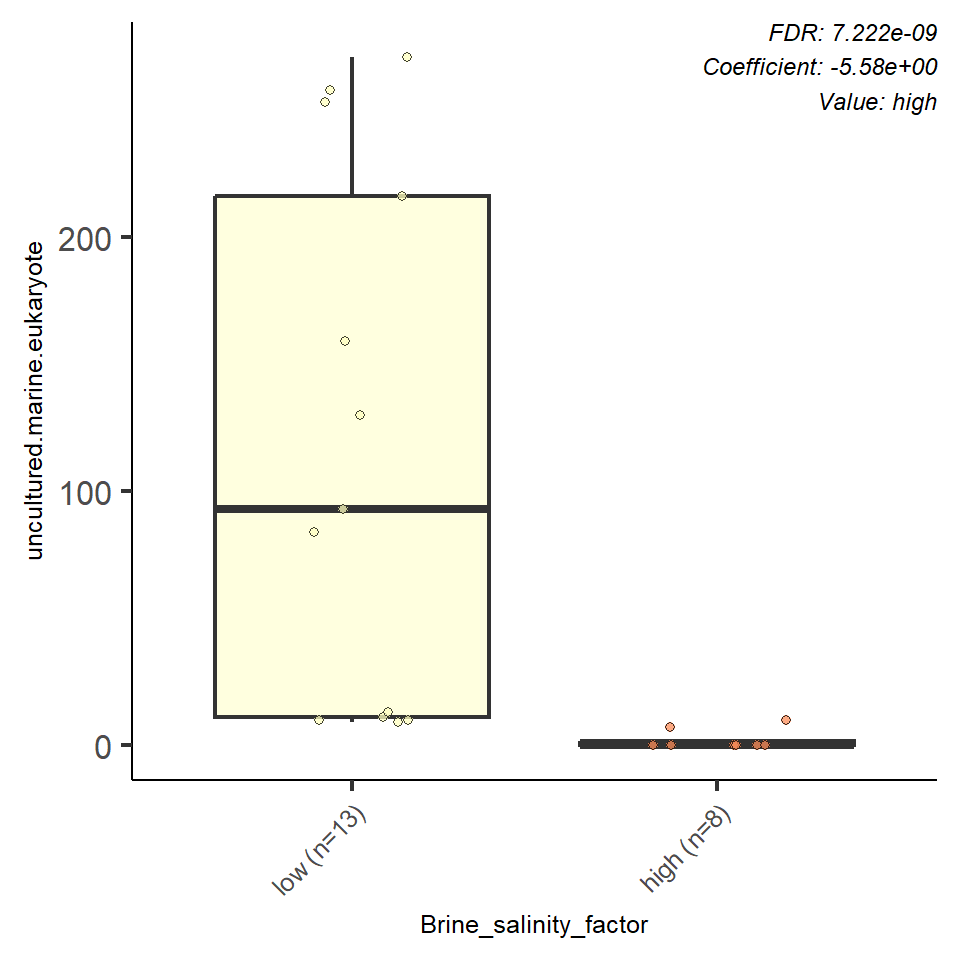 FDR: 7.222e-09
Coefficient: -5.58e+00
Value: high
uncultured.marine.eukaryote
200
100
0
low (n=13)
high (n=8)
Brine_salinity_factor